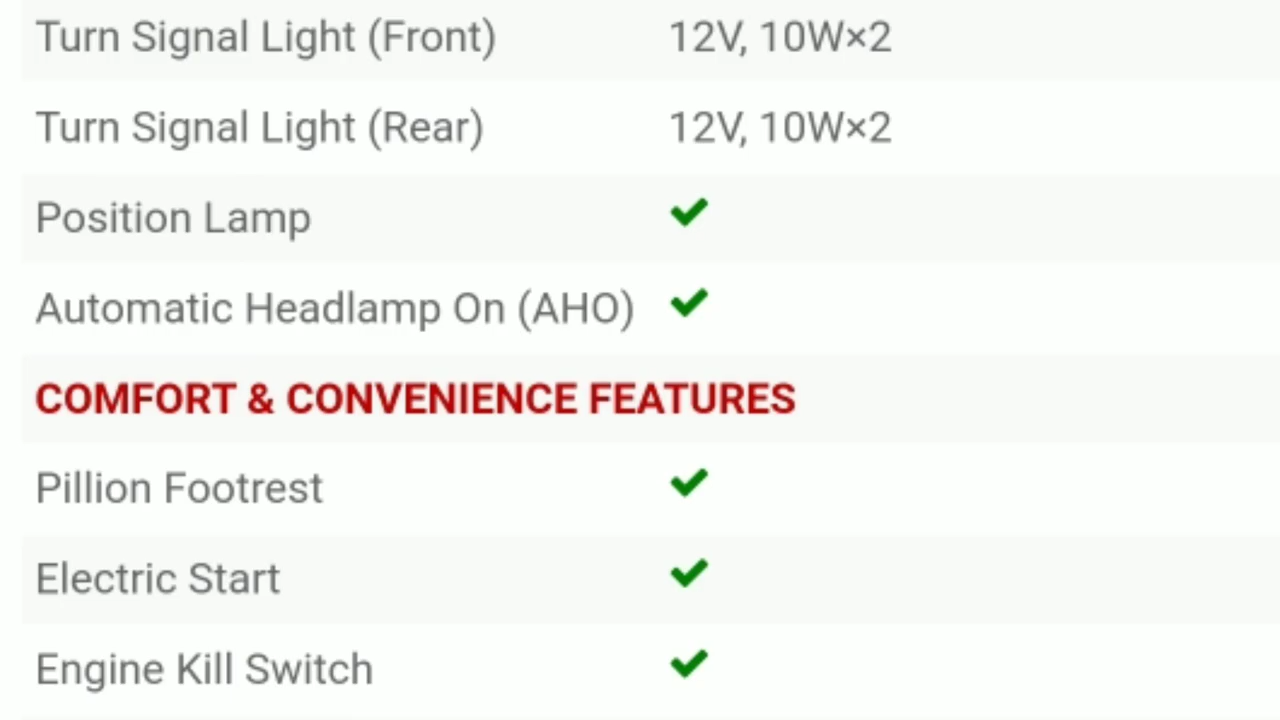 Turn Signal Light (Front) 12V, 10W×2
Turn Signal Light (Rear) 12V, 10W×2
Position Lamp ✔
Automatic Headlamp On (AHO) ✔
COMFORT & CONVENIENCE FEATURES
Pillion Footrest ✔
Electric Start ✔
Engine Kill Switch ✔